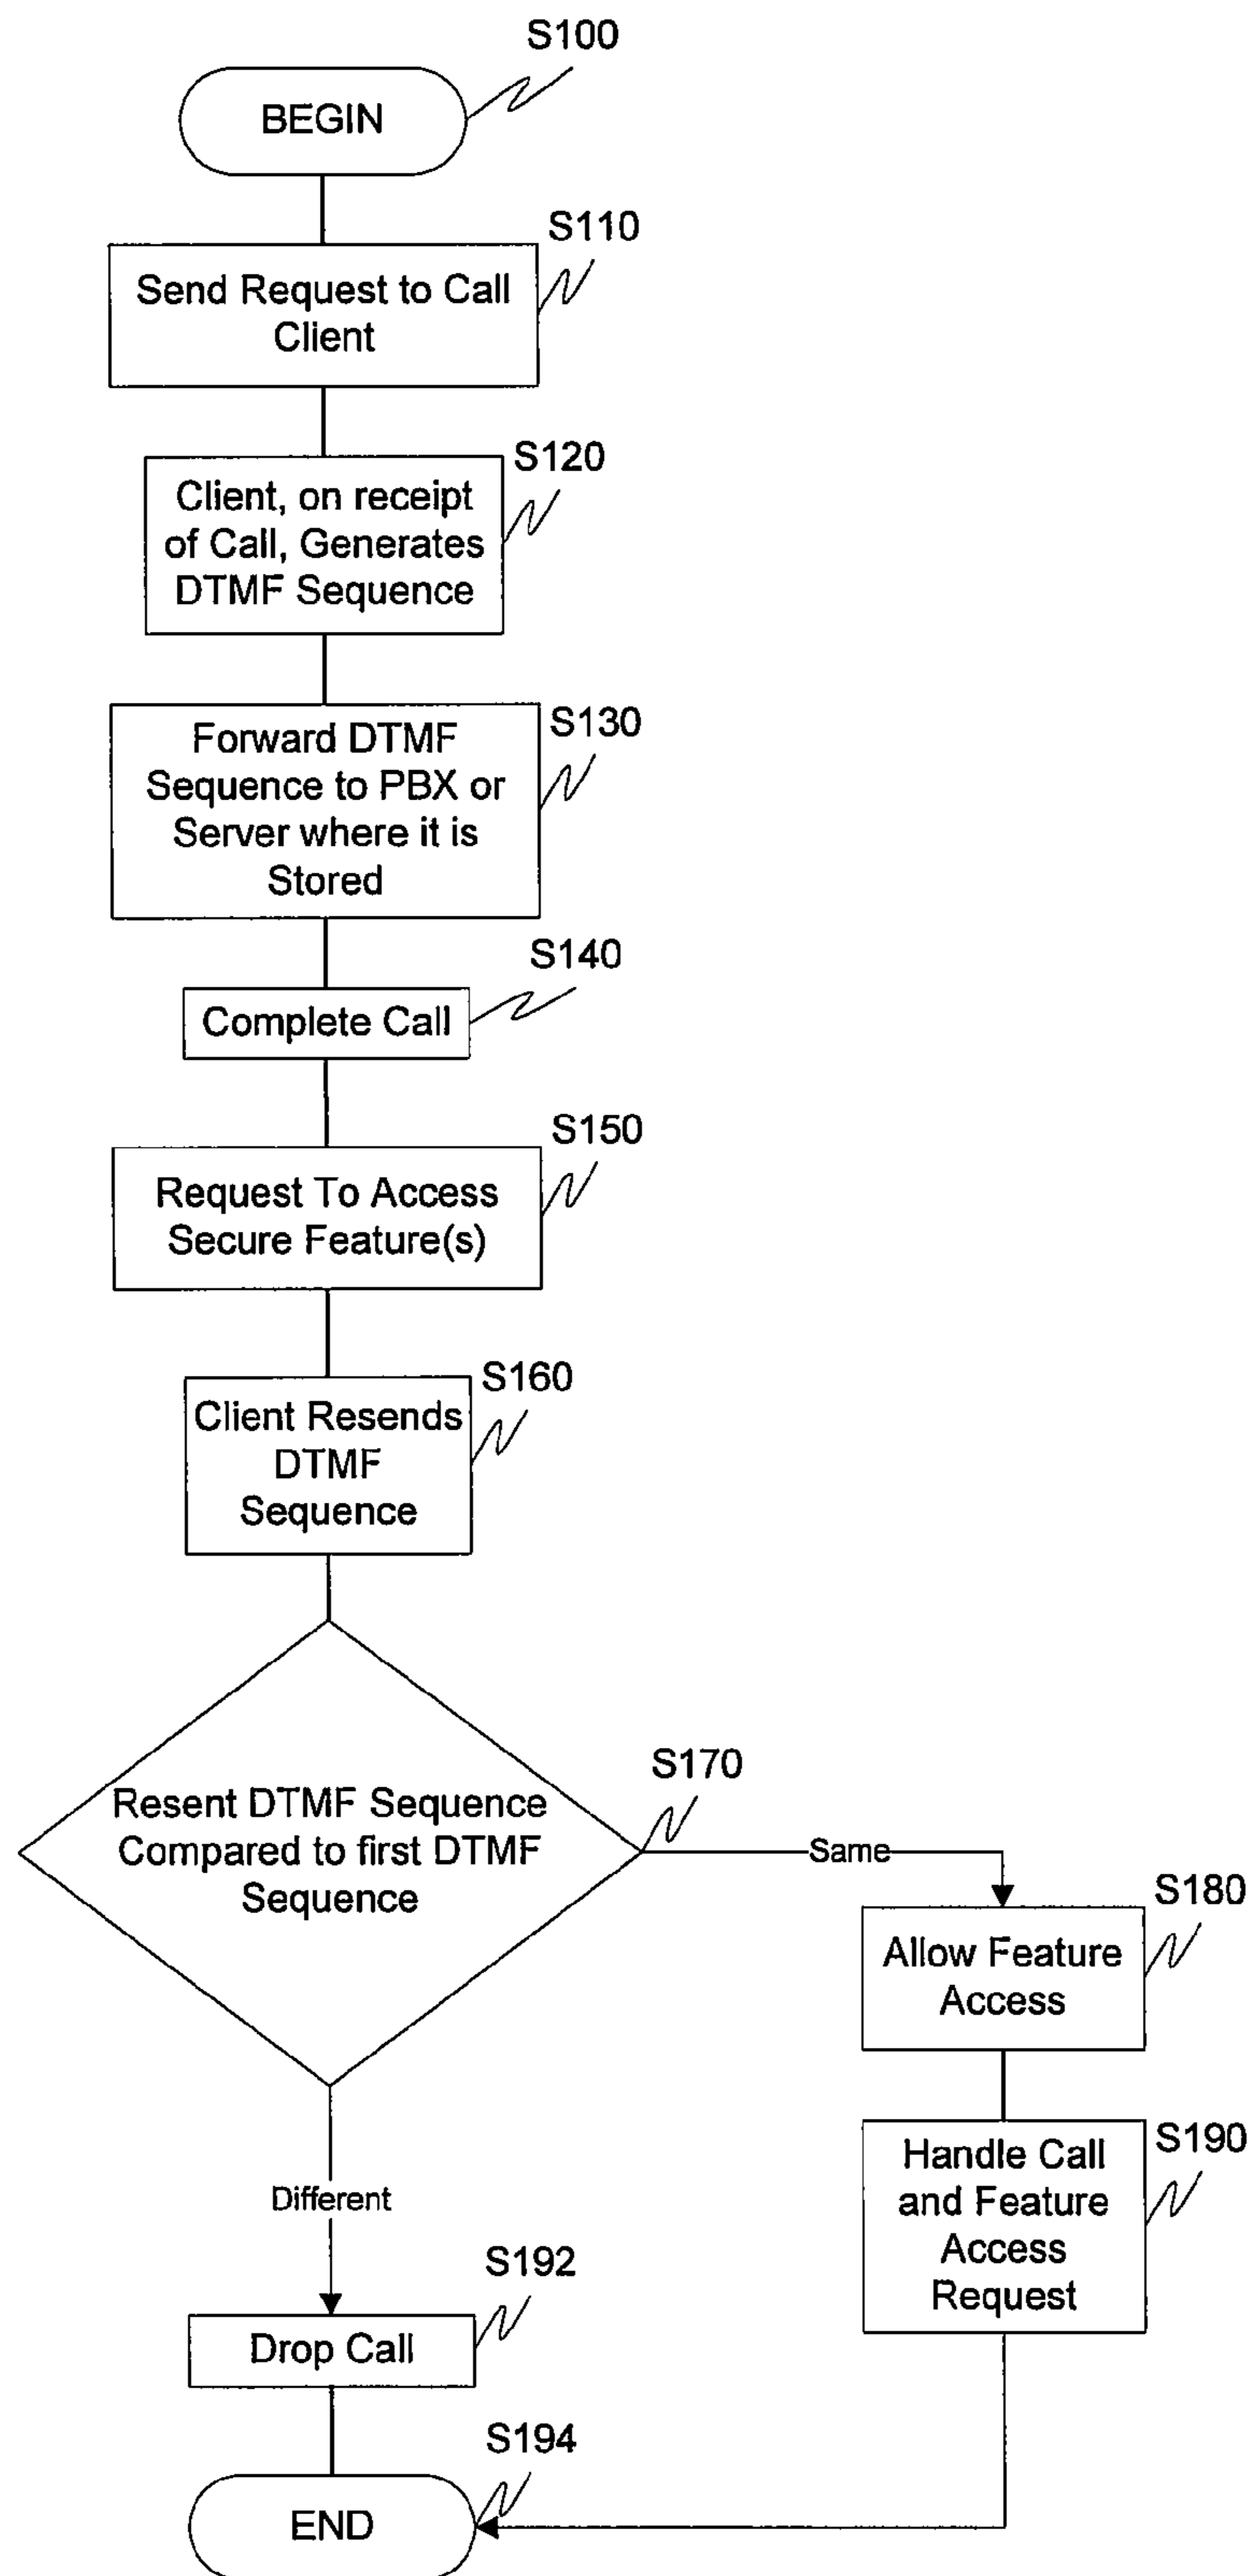 S100
BEGIN
S110
Send Request to Call
Client
S120
Client, on receipt
of Call, Generates
DTMF Sequence
S130
Forward DTMF
Sequence to PBX or
Server where it is
Stored
S140
Complete Call
S150
Request To Access
Secure Feature(s)
S160
Client Resends
DTMF
Sequence
S170
Resent DTMF Sequence
Compared to first DTMF
Sequence
Same
S180
Allow Feature
Access
S190
Handle Call
and Feature
Access
Request
Different
S192
Drop Call
S194
END